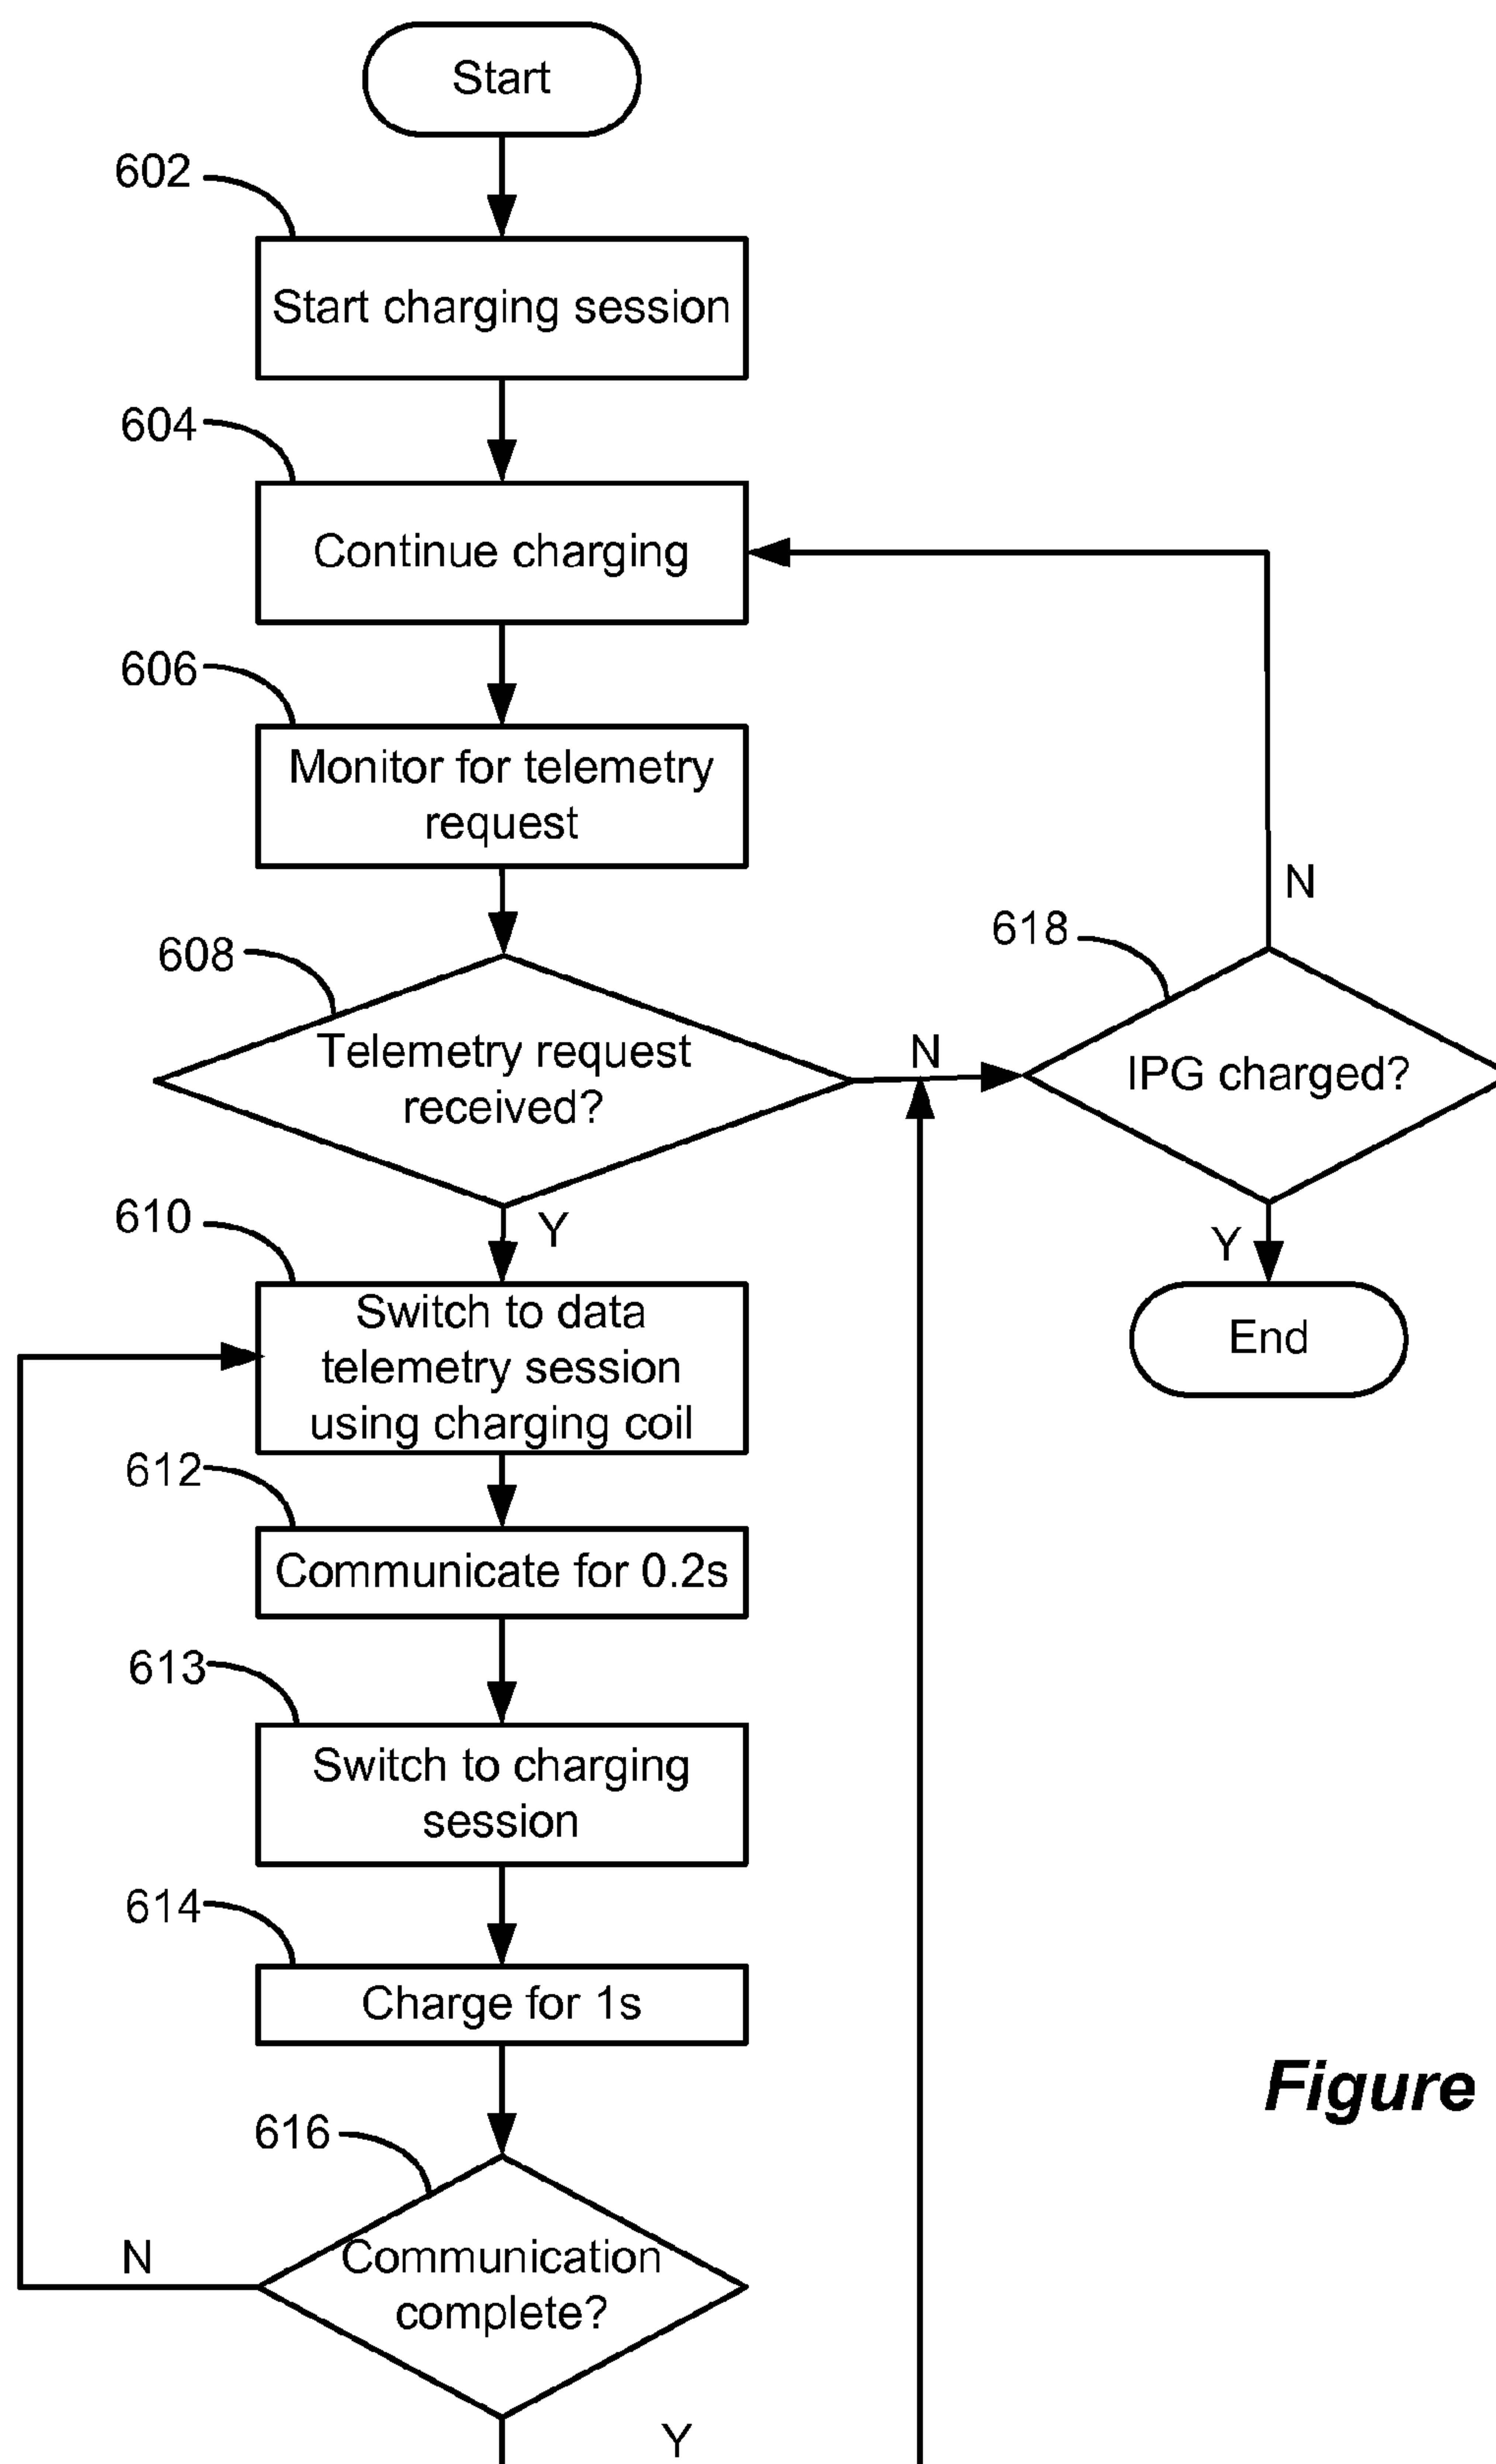 Start
602
Start charging session
604
Continue charging
606
Monitor for telemetry
request
N
618
608
Telemetry request
received?
N
IPG charged?
610
Y
Y
Switch to data
telemetry session
using charging coil
End
612
Communicate for 0.2s
613
Switch to charging
session
614
Charge for 1s
Figure
616
Communication
complete?
N
Y